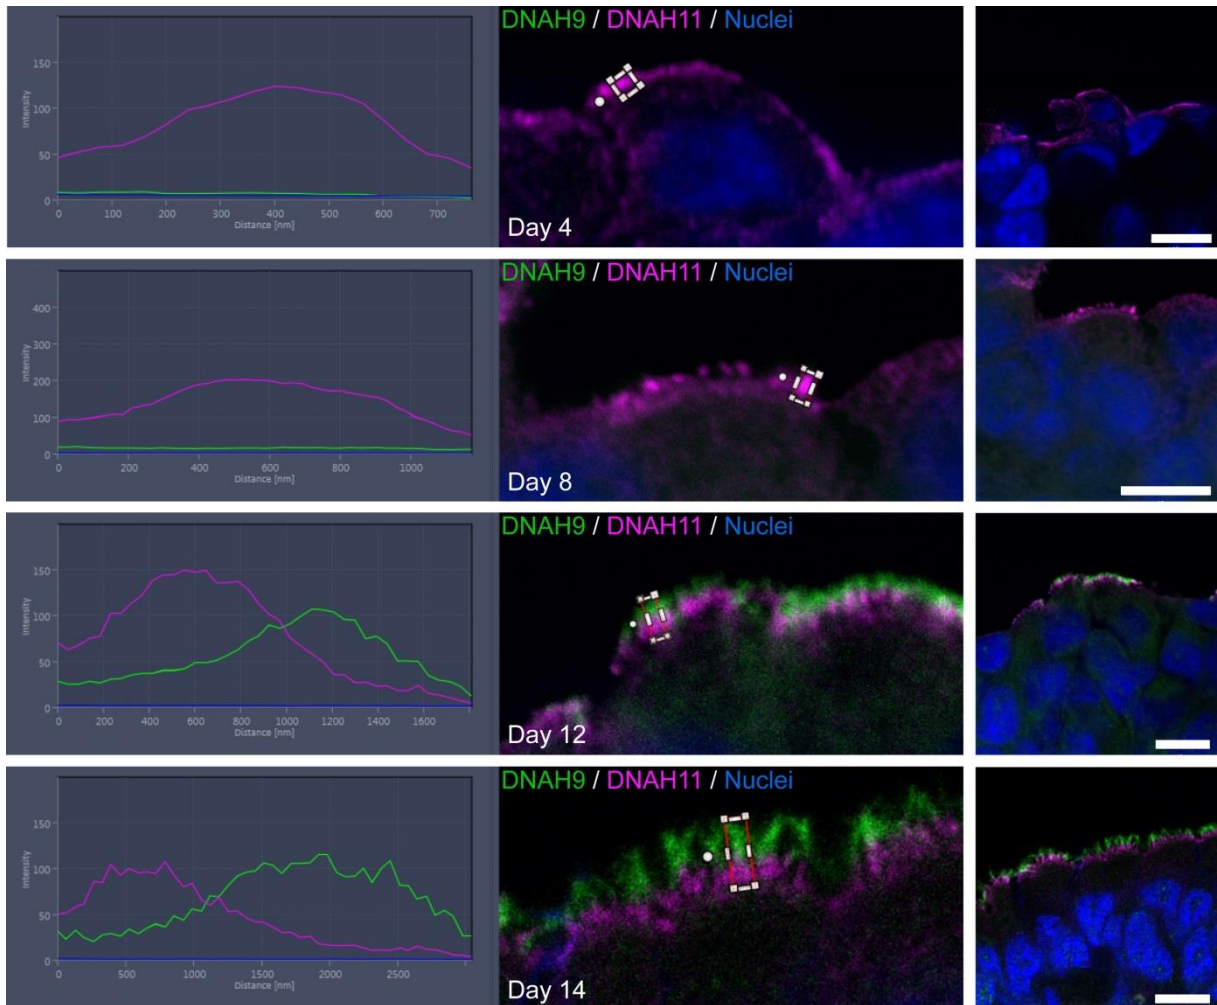 DNAH9 / DNAH11 / Nuclei
150
100
50
0
Intensity
0 100 200 300 400 500 600 700
Distance [nm]
Day 4
DNAH9 / DNAH11 / Nuclei
400
300
200
100
0
Intensity
0 200 400 600 800 1000
Distance [nm]
Day 8
DNAH9 / DNAH11 / Nuclei
150
100
50
0
Intensity
0 200 400 600 800 1000 1200 1400 1600
Distance [nm]
Day 12
DNAH9 / DNAH11 / Nuclei
150
100
50
0
Intensity
0 500 1000 1500 2000 2500
Distance [nm]
Day 14